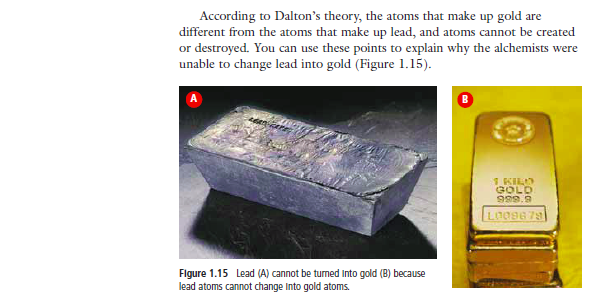 According to Dalton's theory, the atoms that make up gold are
different from the atoms that make up lead, and atoms cannot be created
or destroyed. You can use these points to explain why the alchemists were
unable to change lead into gold (Figure 1.15).
A
B
1 KILO
GOLD
999.9
L009678
Figure 1.15 Lead (A) cannot be turned into gold (B) because
lead atoms cannot change into gold atoms.